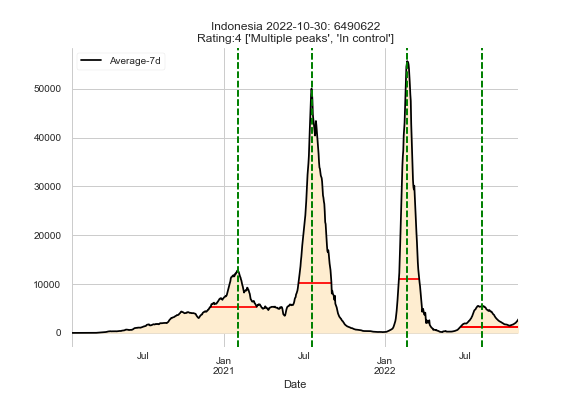 Indonesia 2022-10-30: 6490622
Rating:4 ['Multiple peaks', 'In control']
Average-7d
50000
40000
30000
20000
10000
0
Jul
Jan
2021
Jul
Jan
2022
Jul
Date